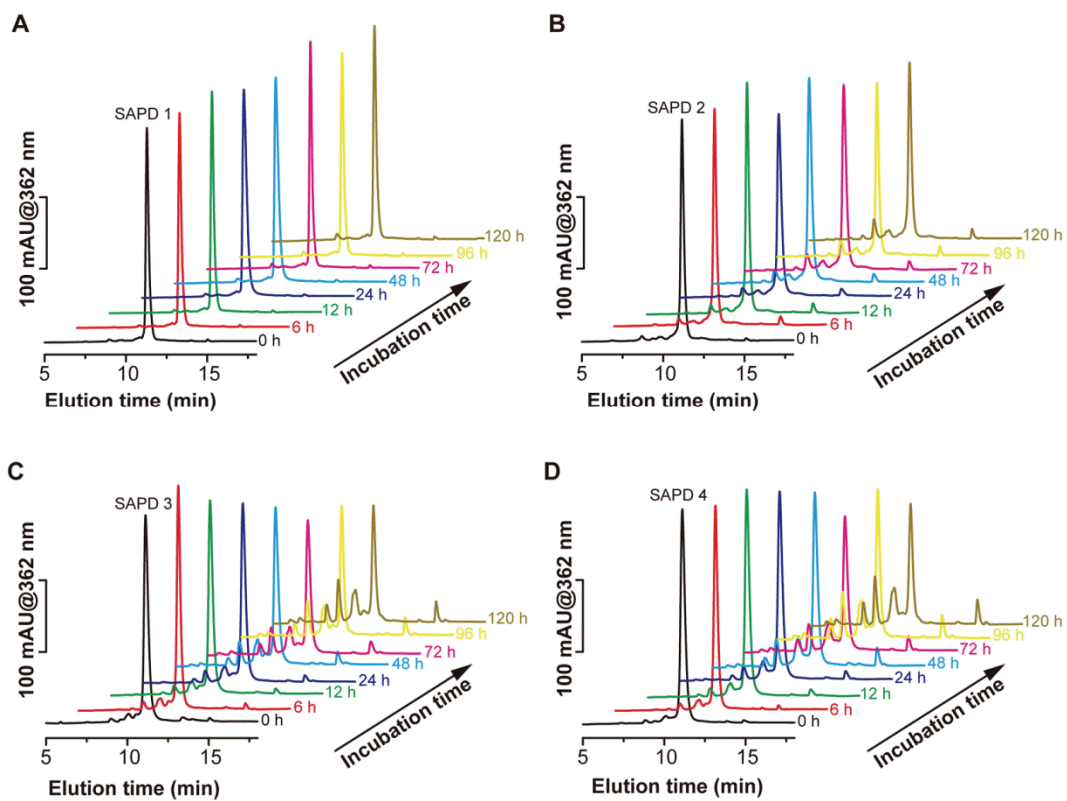 A
SAPD 1
100 mAU@362 nm
120 h
96 h
72 h
48 h
24 h
12 h
6 h
0 h
Incubation time
5 10 15
Elution time (min)
B
SAPD 2
100 mAU@362 nm
120 h
96 h
72 h
48 h
24 h
12 h
6 h
0 h
Incubation time
5 10 15
Elution time (min)
C
SAPD 3
100 mAU@362 nm
120 h
96 h
72 h
48 h
24 h
12 h
6 h
0 h
Incubation time
5 10 15
Elution time (min)
D
SAPD 4
100 mAU@362 nm
120 h
96 h
72 h
48 h
24 h
12 h
6 h
0 h
Incubation time
5 10 15
Elution time (min)